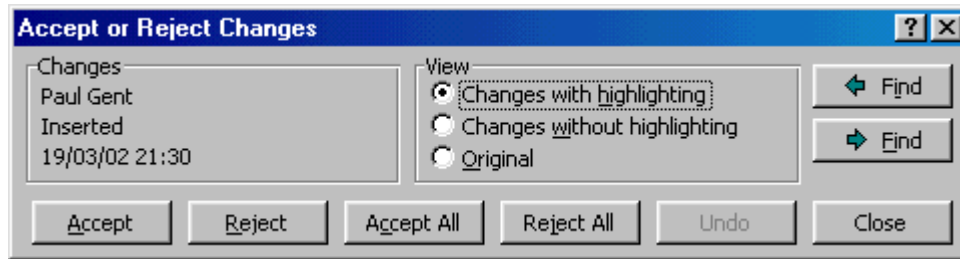 Accept or Reject Changes
Changes
Paul Gent
Inserted
19/03/02 21:30
View
Changes with highlighting
Changes without highlighting
Original
Find
Find
Accept
Reject
Accept All
Reject All
Undo
Close